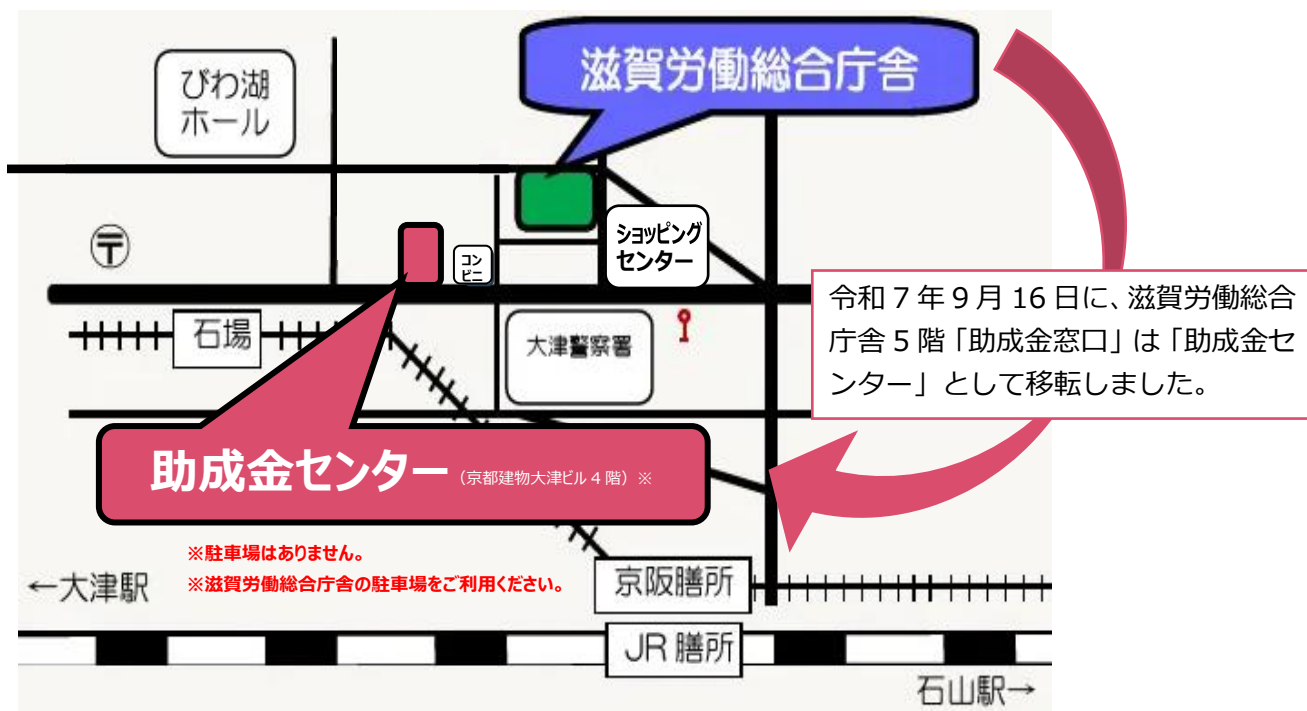 びわ湖
ホール
滋賀労働総合庁舎
〒
コン
ビニ
ショッピング
センター
令和 7 年 9 月 16 日に、滋賀労働総合
庁舎 5 階「助成金窓口」は「助成金セ
ンター」として移転しました。
石場
大津警察署
助成金センター (京都建物大津ビル 4 階) ※
※駐車場はありません。
※滋賀労働総合庁舎の駐車場をご利用ください。
←大津駅
京阪膳所
JR 膳所
石山駅→